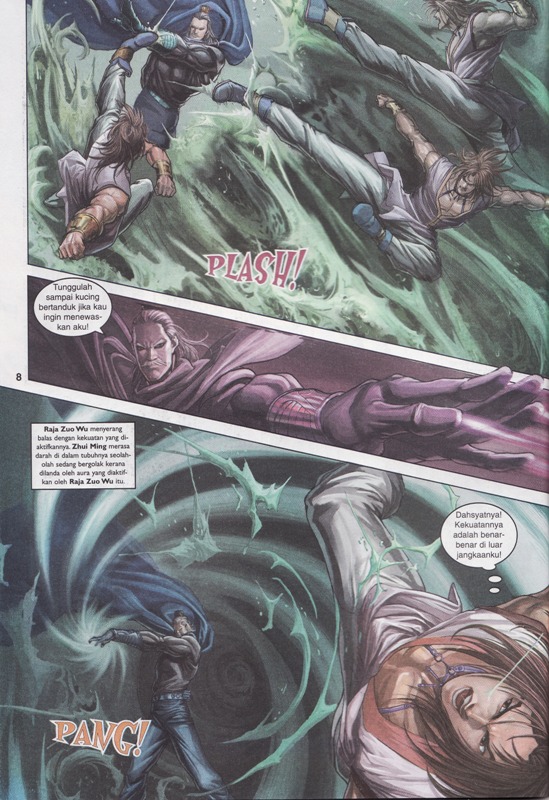 PLASH!
Tunggulah
sampai kucing
bertanduk jika kau
ingin menewas-
kan aku!
8
Raja Zuo Wu menyerang
balas dengan kekuatan yang di-
aktifkannya. Zhui Ming merasa
darah di dalam tubuhnya seolah-
olah sedang bergolak kerana
dilanda oleh aura yang diaktif-
kan oleh Raja Zuo Wu itu.
Dahsyatnya!
Kekuatannya
adalah benar-
benar di luar
jangkaanku!
PANG!